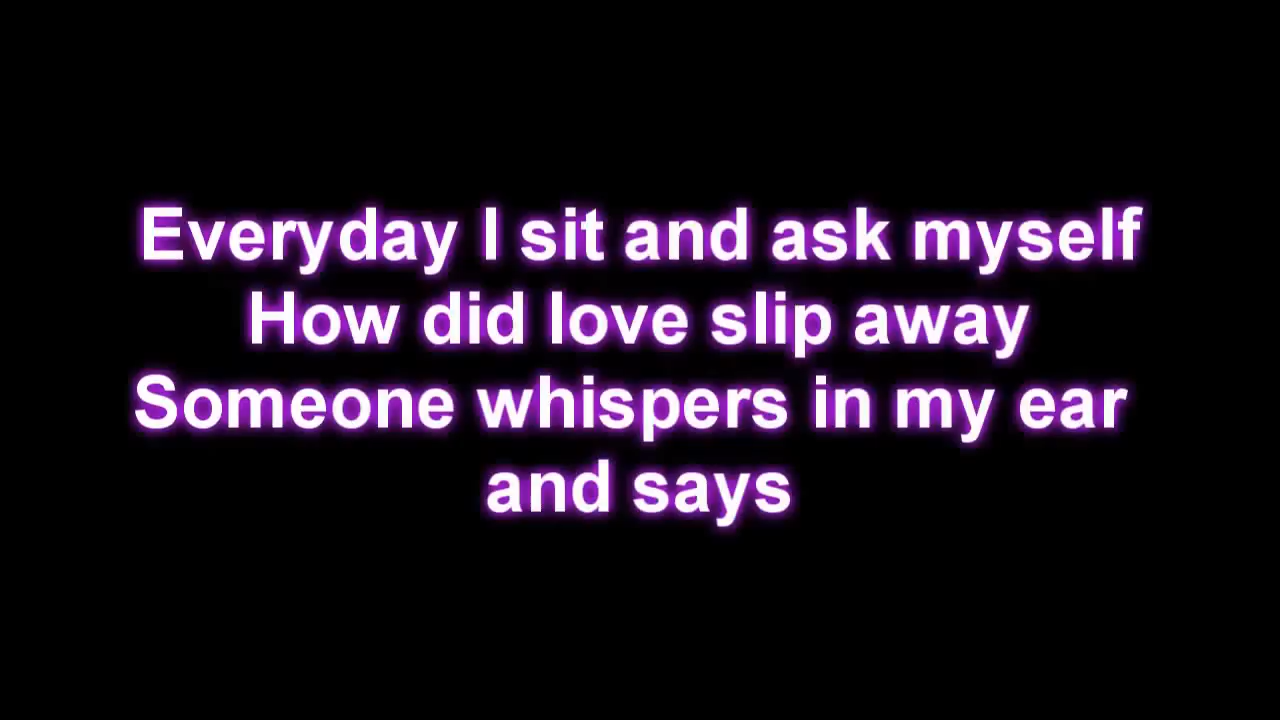 Everyday I sit and ask myself
How did love slip away
Someone whispers in my ear
and says